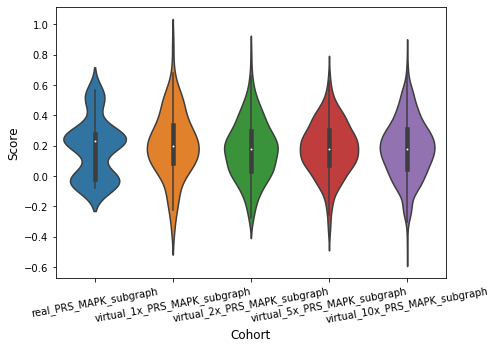 1.0
0.8
0.6
0.4
0.2
0.0
−0.2
−0.4
−0.6
Score
real_PRS_MAPK_subgraph
virtual_1x_PRS_MAPK_subgraph
virtual_2x_PRS_MAPK_subgraph
virtual_5x_PRS_MAPK_subgraph
virtual_10x_PRS_MAPK_subgraph
Cohort